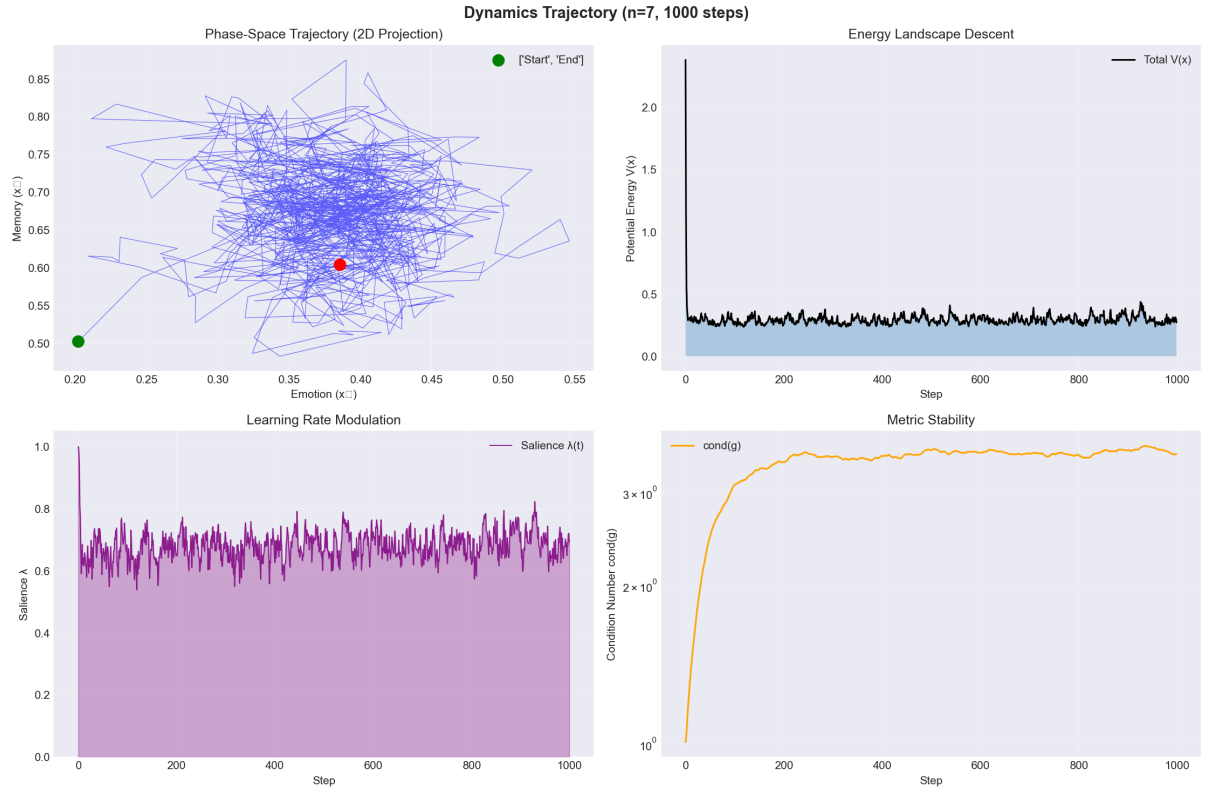 Dynamics Trajectory (n=7, 1000 steps)
Phase-Space Trajectory (2D Projection)
['Start', 'End']
Memory (x□)
0.85
0.80
0.75
0.70
0.65
0.60
0.55
0.50
0.20 0.25 0.30 0.35 0.40 0.45 0.50 0.55
Emotion (x□)
Energy Landscape Descent
Total V(x)
Potential Energy V(x)
2.0
1.5
1.0
0.5
0.0
0 200 400 600 800 1000
Step
Learning Rate Modulation
Salience λ(t)
Salience λ
1.0
0.8
0.6
0.4
0.2
0.0
0 200 400 600 800 1000
Step
Metric Stability
cond(g)
Condition Number cond(g)
3 × 10⁰
2 × 10⁰
10⁰
0 200 400 600 800 1000
Step